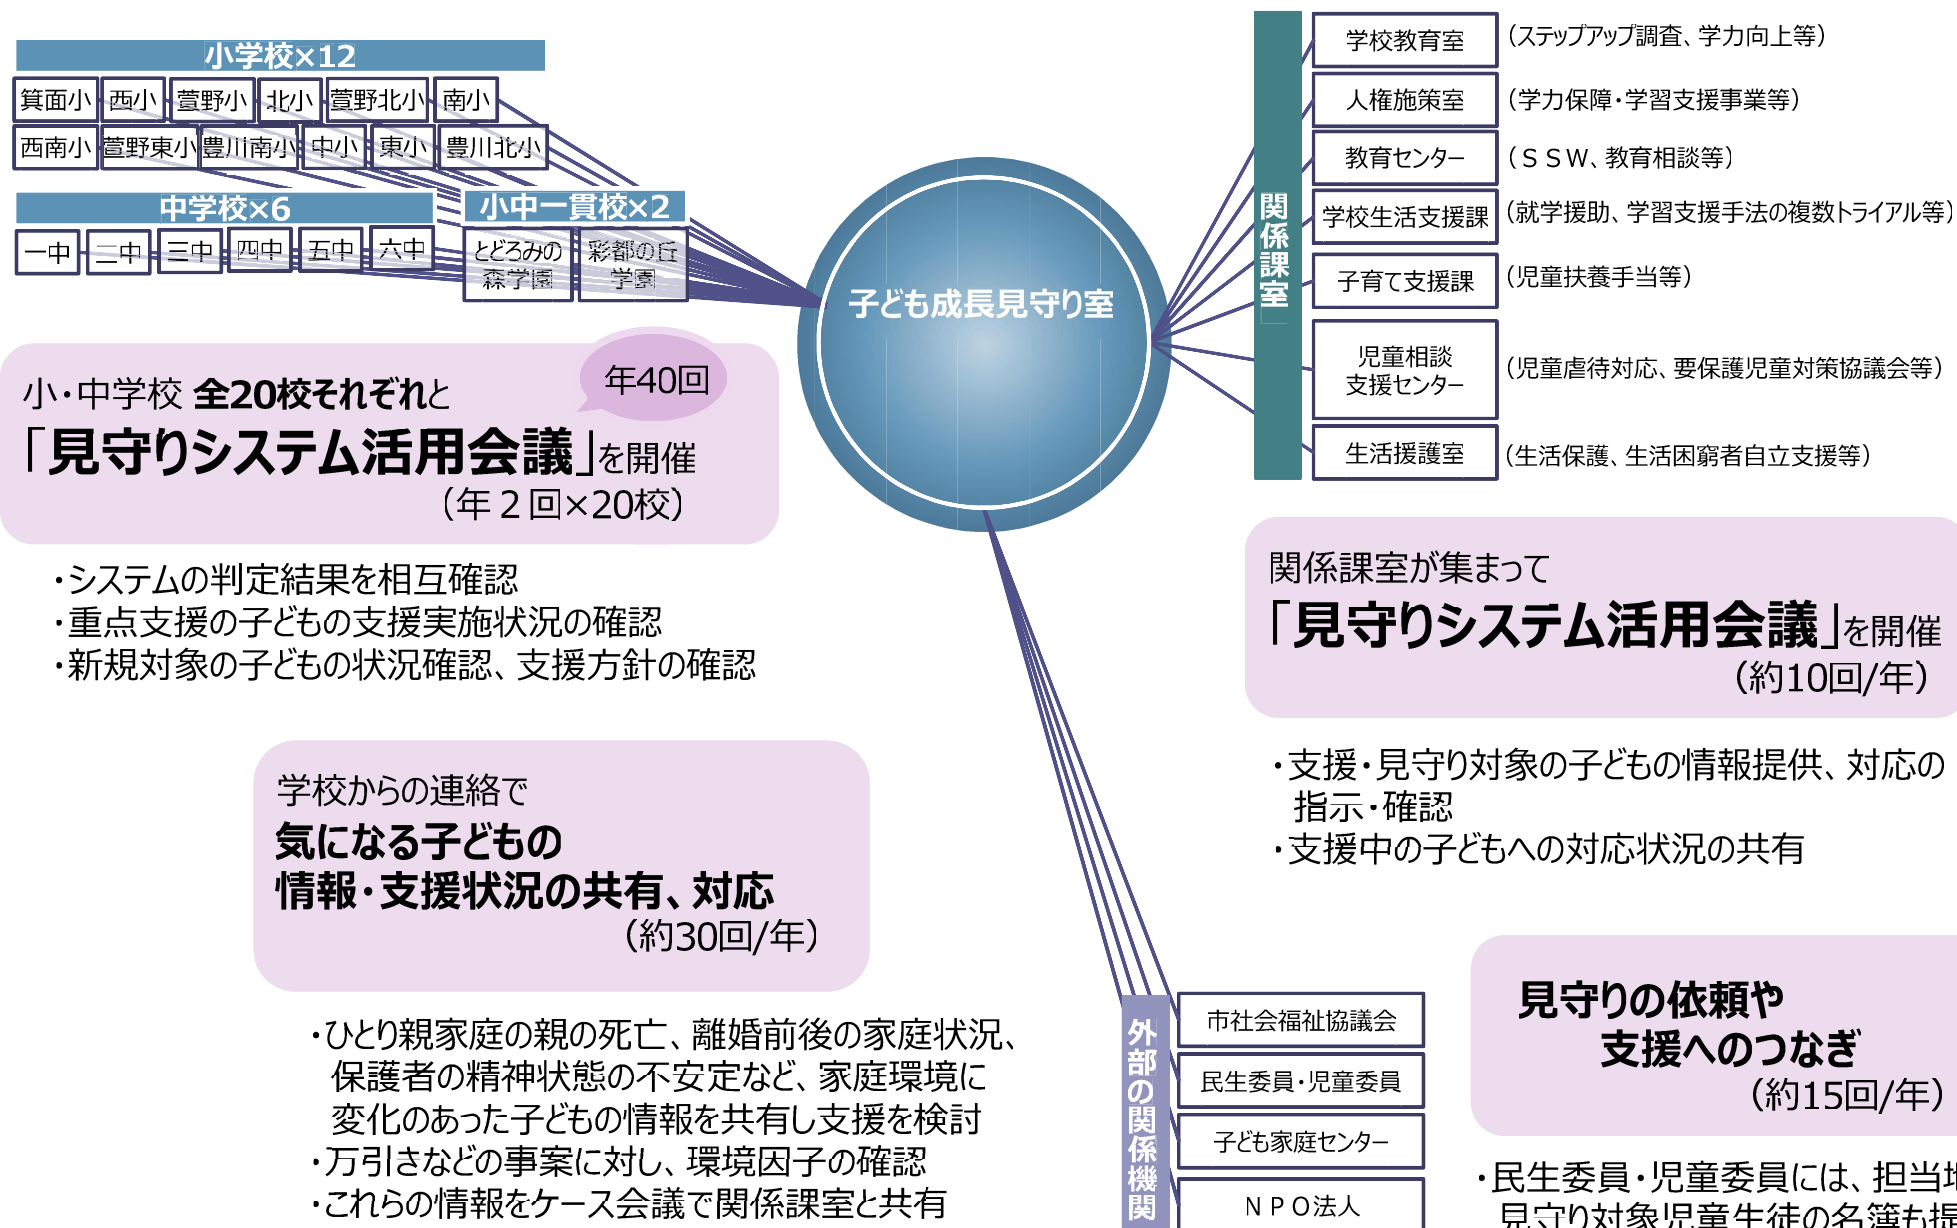 小学校×12
箕面小 西小 萱野小 北小 萱野北小 南小
西南小 萱野東小 豊川南小 中小 東小 豊川北小
中学校×6
一中 二中 三中 四中 五中 六中
小中一貫校×2
とどろみの
森学園
彩都の丘
学園
子ども成長見守り室
関係課室
学校教育室 (ステップアップ調査、学力向上等)
人権施策室 (学力保障・学習支援事業等)
教育センター (ＳＳＷ、教育相談等)
学校生活支援課 (就学援助、学習支援手法の複数トライアル等)
子育て支援課 (児童扶養手当等)
児童相談
支援センター (児童虐待対応、要保護児童対策協議会等)
生活援護室 (生活保護、生活困窮者自立支援等)
年40回
小・中学校 全20校それぞれと
「見守りシステム活用会議」を開催
(年２回×20校)
・システムの判定結果を相互確認
・重点支援の子どもの支援実施状況の確認
・新規対象の子どもの状況確認、支援方針の確認
関係課室が集まって
「見守りシステム活用会議」を開催
(約10回/年)
・支援・見守り対象の子どもの情報提供、対応の
指示・確認
・支援中の子どもへの対応状況の共有
学校からの連絡で
気になる子どもの
情報・支援状況の共有、対応
(約30回/年)
・ひとり親家庭の親の死亡、離婚前後の家庭状況、
保護者の精神状態の不安定など、家庭環境に
変化のあった子どもの情報を共有し支援を検討
・万引きなどの事案に対し、環境因子の確認
・これらの情報をケース会議で関係課室と共有
外部の関係機関
市社会福祉協議会
民生委員・児童委員
子ども家庭センター
ＮＰＯ法人
見守りの依頼や
支援へのつなぎ
(約15回/年)
・民生委員・児童委員には、担当地
見守り対象児童生徒の名簿も提